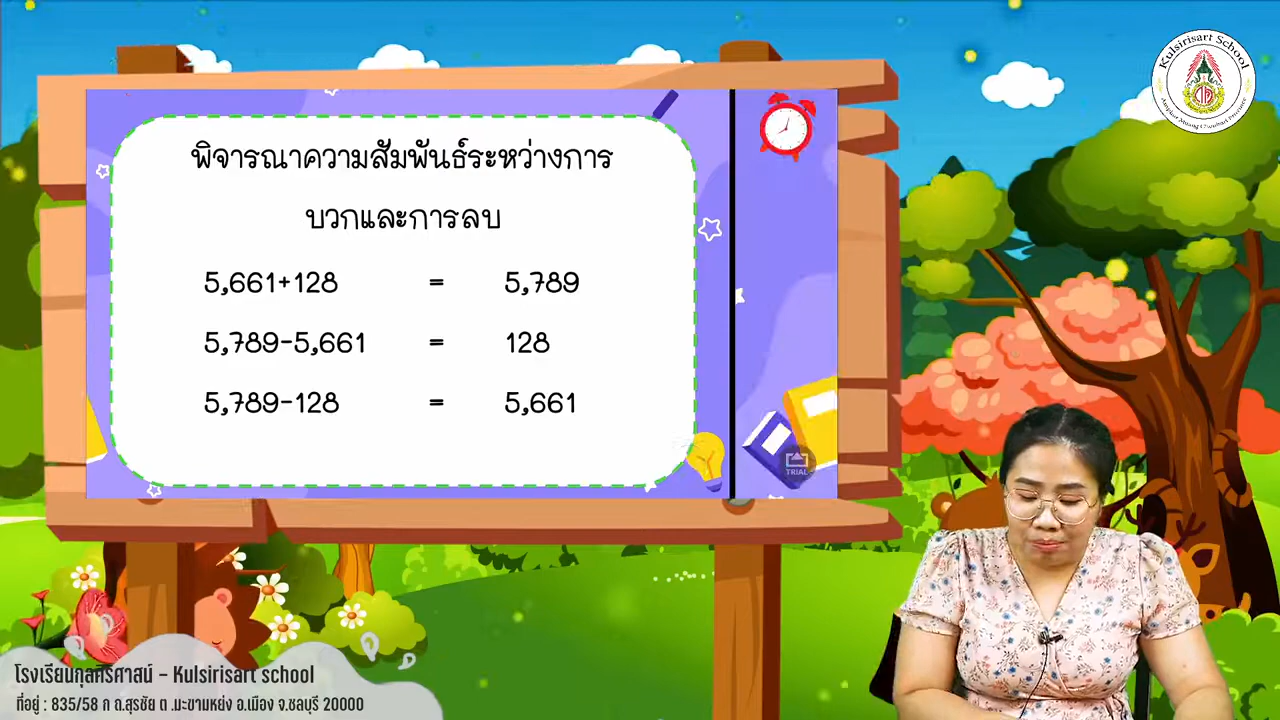 พิจารณาความสัมพันธ์ระหว่างการ
บวกและการลบ
5,661+128 = 5,789
5,789-5,661 = 128
5,789-128 = 5,661
TRIAL
Kulsirisart School
โรงเรียนกุลศิริศาสน์ - Kulsirisart school
ที่อยู่ : 835/58 ก ถ.สุรชัย ต .มะขามหย่ง อ.เมือง จ.ชลบุรี 20000